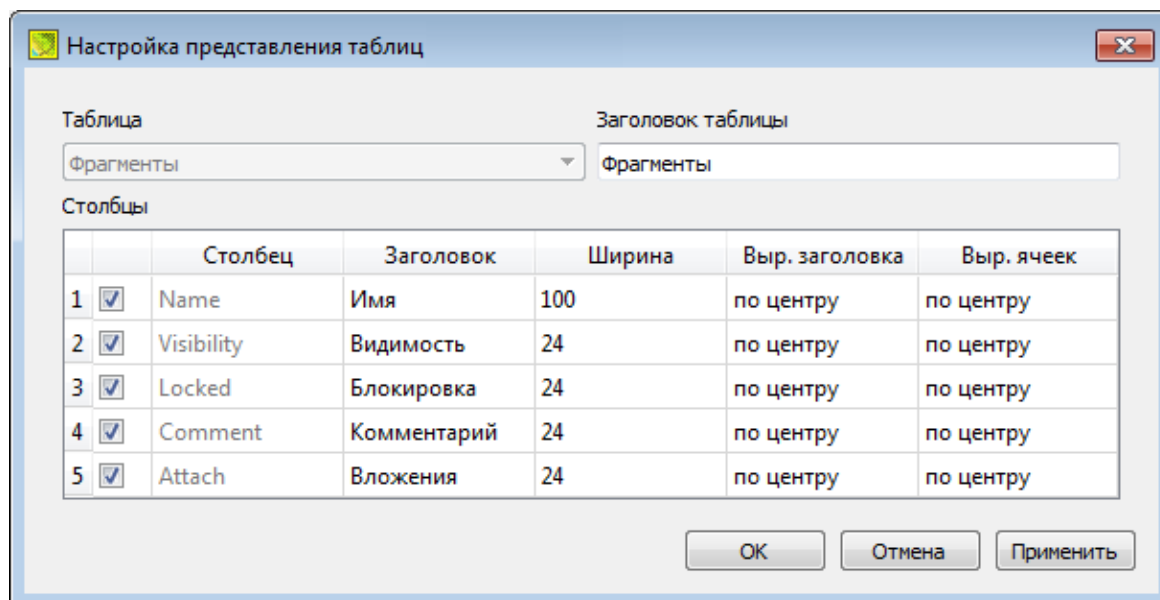 Настройка представления таблиц
Таблица Заголовок таблицы
Фрагменты Фрагменты
Столбцы
Столбец Заголовок Ширина Выр. заголовка Выр. ячеек
1 Name Имя 100 по центру по центру
2 Visibility Видимость 24 по центру по центру
3 Locked Блокировка 24 по центру по центру
4 Comment Комментарий 24 по центру по центру
5 Attach Вложения 24 по центру по центру
OK Отмена Применить